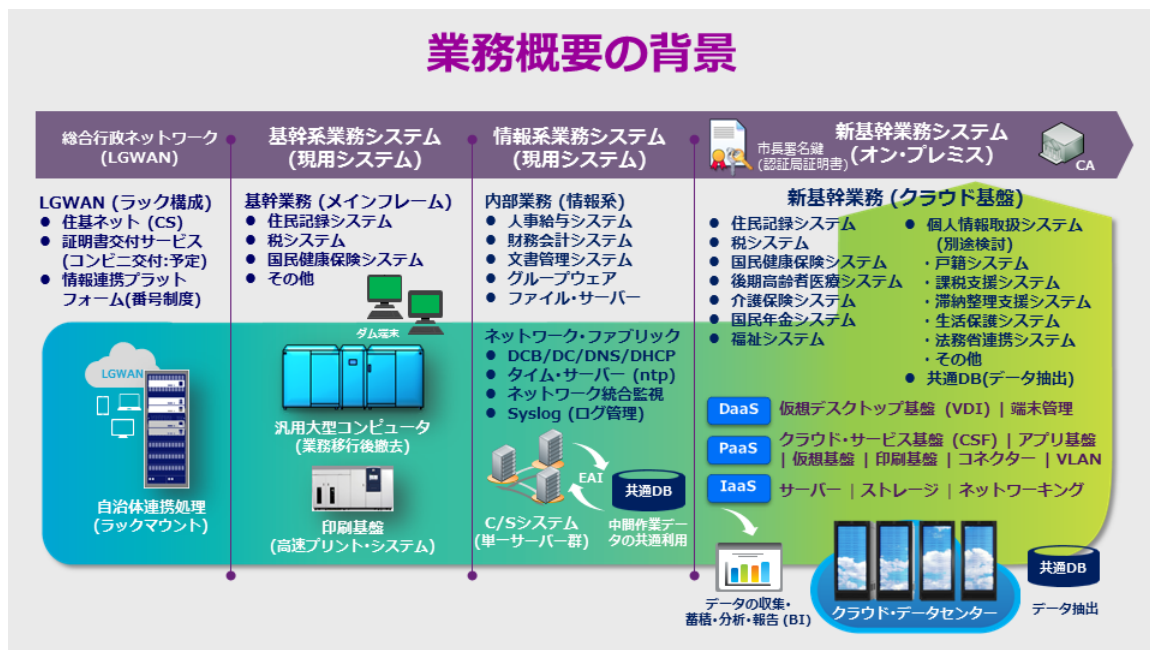 業務概要の背景
総合行政ネットワーク
(LGWAN)
基幹系業務システム
(現用システム)
情報系業務システム
(現用システム)
市長署名鍵
(認証局証明書)
新基幹業務システム
(オン・プレミス)
CA
LGWAN (ラック構成)
● 住基ネット (CS)
● 証明書交付サービス
(コンビニ交付:予定)
● 情報連携プラット
フォーム(番号制度)
LGWAN
自治体連携処理
(ラックマウント)
基幹業務 (メインフレーム)
● 住民記録システム
● 税システム
● 国民健康保険システム
● その他
ダム端末
汎用大型コンピュータ
(業務移行後撤去)
印刷基盤
(高速プリント・システム)
内部業務 (情報系)
● 人事給与システム
● 財務会計システム
● 文書管理システム
● グループウェア
● ファイル・サーバー
ネットワーク・ファブリック
● DCB/DC/DNS/DHCP
● タイム・サーバー (ntp)
● ネットワーク統合監視
● Syslog (ログ管理)
EAI
共通DB
C/Sシステム
(単一サーバー群)
中間作業デー
タの共通利用
新基幹業務 (クラウド基盤)
● 住民記録システム
● 税システム
● 国民健康保険システム
● 後期高齢者医療システム
● 介護保険システム
● 国民年金システム
● 福祉システム
● 個人情報取扱システム
(別途検討)
・戸籍システム
・課税支援システム
・滞納整理支援システム
・生活保護システム
・法務省連携システム
・その他
● 共通DB(データ抽出)
DaaS 仮想デスクトップ基盤 (VDI) | 端末管理
PaaS クラウド・サービス基盤 (CSF) | アプリ基盤
| 仮想基盤 | 印刷基盤 | コネクター | VLAN
IaaS サーバー | ストレージ | ネットワーキング
データの収集・
蓄積・分析・報告 (BI)
クラウド・データセンター
共通DB
データ抽出